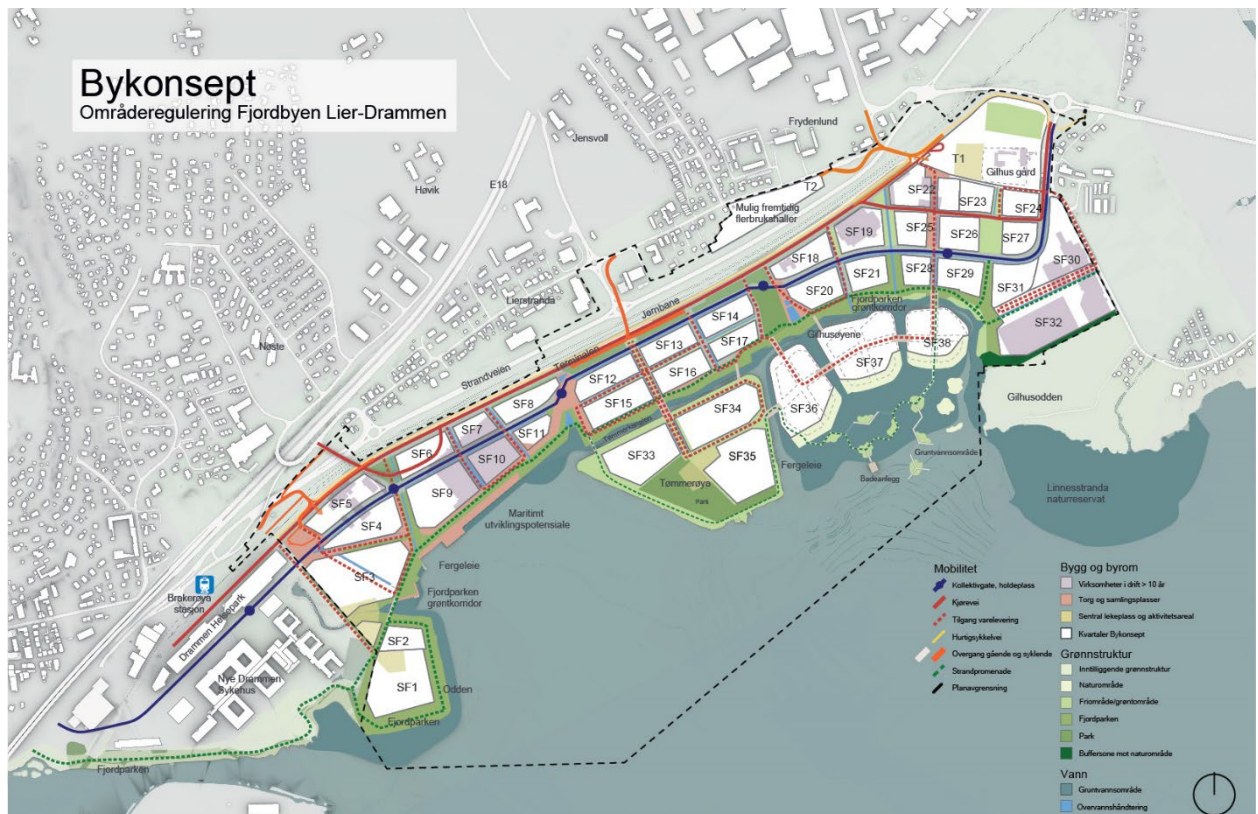 Bykonsept
Områderegulering Fjordbyen Lier-Drammen
Frydenlund
Jensvoll
E18
Høvik
T1
T2
Gilhus gård
Mulig fremtidig
flerbrukshaller
SF22
SF23
SF24
SF19
SF25
SF26
SF27
SF18
SF30
SF21
SF28
SF29
SF31
SF20
Fjordparken
grøntkorridor
SF32
Lierstranda
Jernbane
SF14
Gilhusøyene
SF38
SF13
SF17
SF37
Nøste
Terminalen
Strandveien
SF12
SF16
Gilhusodden
SF8
SF15
SF34
SF36
SF7
SF11
Tømmerkanalen
SF6
SF10
SF33
SF35
Fergeleie
Gruntvannsområde
SF5
SF9
Tømmerøya
Badeanlegg
Park
Linnesstranda
naturreservat
SF4
Maritimt
utviklingspotensiale
SF3
Fergeleie
Brakerøya
stasjon
Fjordparken
grøntkorridor
Drammen Helsepark
SF2
Nye Drammen
Sykehus
SF1
Odden
Fjordparken
Fjordparken
Mobilitet
Kollektivgate, holdeplass
Kjørevei
Tilgang varelevering
Hurtigsykkelvei
Overgang gående og syklende
Strandpromenade
Planavgrensning
Bygg og byrom
Virksomheter i drift > 10 år
Torg og samlingsplasser
Sentral lekeplass og aktivitetsareal
Kvartaler Bykonsept
Grønnstruktur
Inntilliggende grønnstruktur
Naturområde
Friområde/grøntområde
Fjordparken
Park
Buffersone mot naturområde
Vann
Gruntvannsområde
Overvannshåndtering